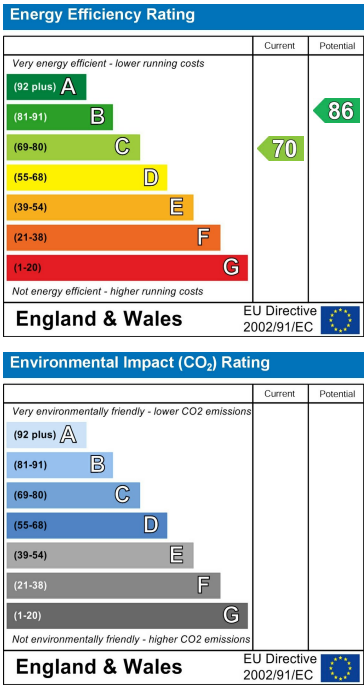 Energy Efficiency Rating
Current Potential
Very energy efficient - lower running costs
(92 plus) A
(81-91) B
86
(69-80) C
70
(55-68) D
(39-54) E
(21-38) F
(1-20) G
Not energy efficient - higher running costs
England & Wales
EU Directive
2002/91/EC
Environmental Impact (CO₂) Rating
Current Potential
Very environmentally friendly - lower CO2 emissions
(92 plus) A
(81-91) B
(69-80) C
(55-68) D
(39-54) E
(21-38) F
(1-20) G
Not environmentally friendly - higher CO2 emissions
England & Wales
EU Directive
2002/91/EC